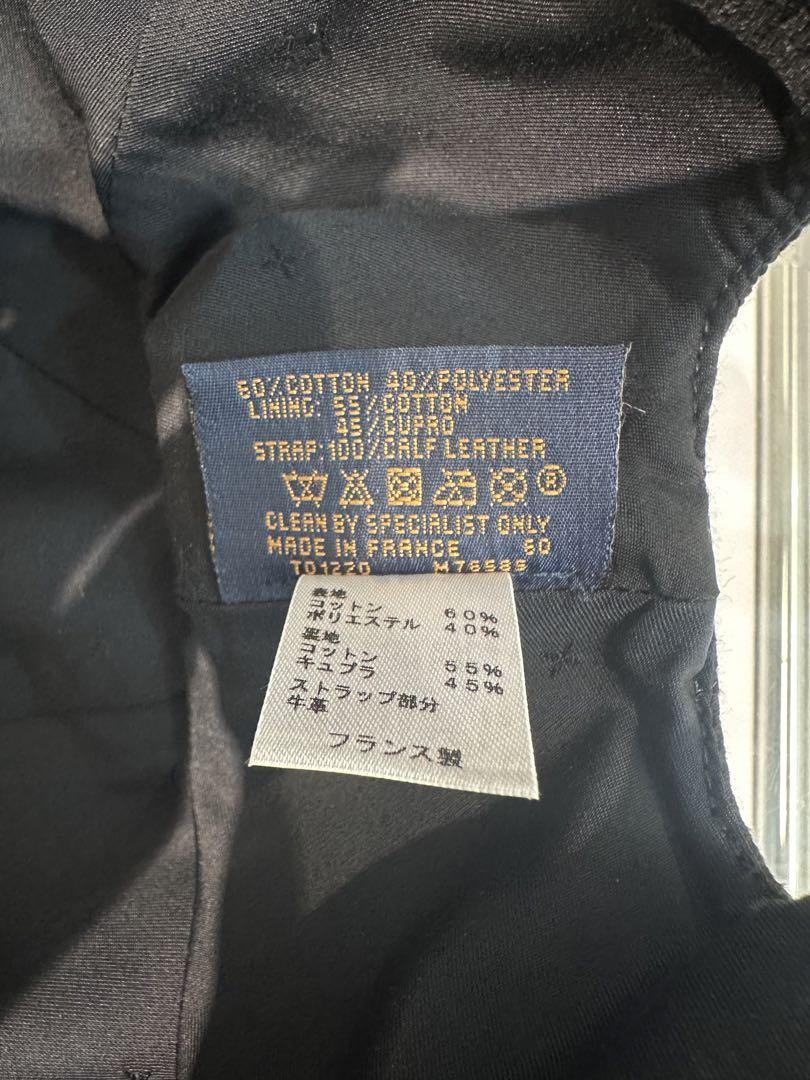 60%COTTON 40%POLYESTER
LINING: 55%COTTON
45%CUPRO
STRAP:100%CALF LEATHER
®
CLEAN BY SPECIALIST ONLY
MADE IN FRANCE 60
TO1220 M76585
表地
コットン 60%
ポリエステル 40%
裏地
コットン 55%
キュプラ 45%
ストラップ部分
牛革
フランス製